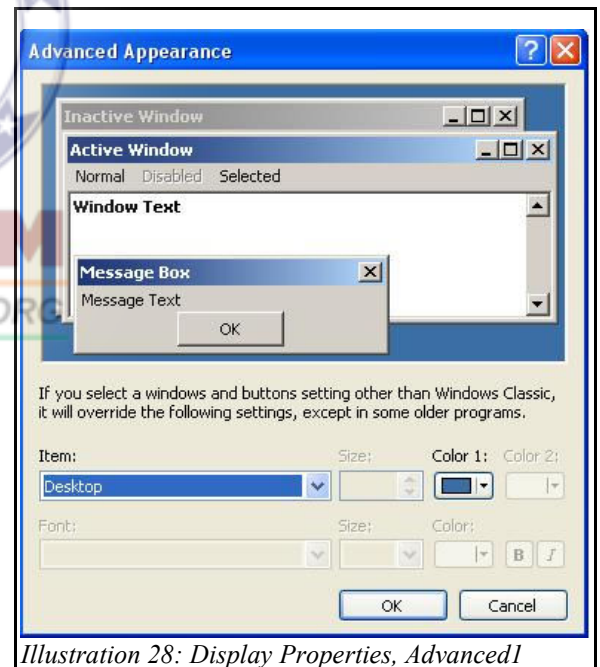 Advanced Appearance
Inactive Window
Active Window
Normal Disabled Selected
Window Text
Message Box
Message Text
OK
If you select a windows and buttons setting other than Windows Classic,
it will override the following settings, except in some older programs.
Item: Size: Color 1: Color 2:
Desktop
Font: Size: Color:
B I
OK Cancel
Illustration 28: Display Properties, Advanced1